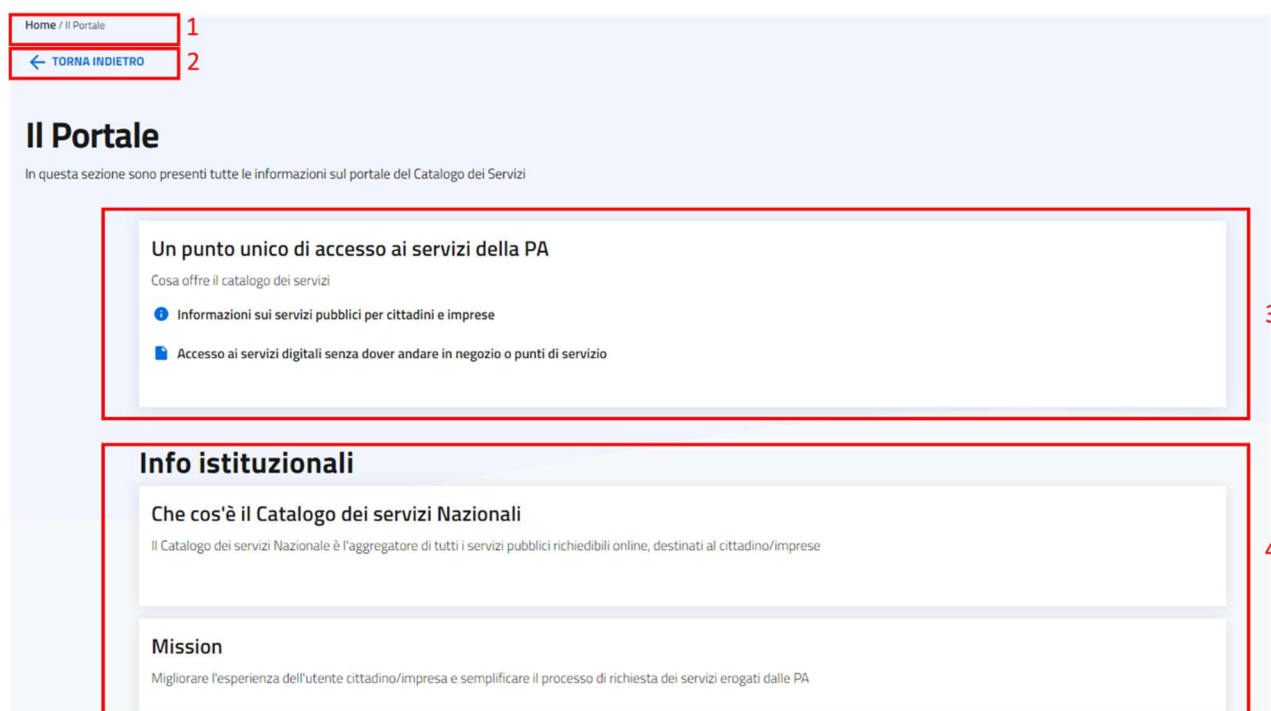 Home / Il Portale
1
← TORNA INDIETRO
2
Il Portale
In questa sezione sono presenti tutte le informazioni sul portale del Catalogo dei Servizi
Un punto unico di accesso ai servizi della PA
Cosa offre il catalogo dei servizi
Informazioni sui servizi pubblici per cittadini e imprese
3
Accesso ai servizi digitali senza dover andare in negozio o punti di servizio
Info istituzionali
Che cos'è il Catalogo dei servizi Nazionali
Il Catalogo dei servizi Nazionale è l'aggregatore di tutti i servizi pubblici richiedibili online, destinati al cittadino/imprese
4
Mission
Migliorare l'esperienza dell'utente cittadino/impresa e semplificare il processo di richiesta dei servizi erogati dalle PA